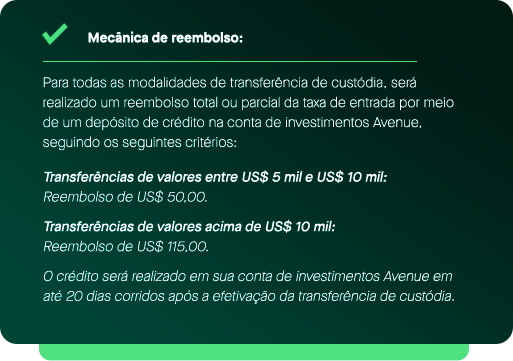 Mecânica de reembolso:
Para todas as modalidades de transferência de custódia, será
realizado um reembolso total ou parcial da taxa de entrada por meio
de um depósito de crédito na conta de investimentos Avenue,
seguindo os seguintes critérios:
Transferências de valores entre US$ 5 mil e US$ 10 mil:
Reembolso de US$ 50,00.
Transferências de valores acima de US$ 10 mil:
Reembolso de US$ 115,00.
O crédito será realizado em sua conta de investimentos Avenue em
até 20 dias corridos após a efetivação da transferência de custódia.